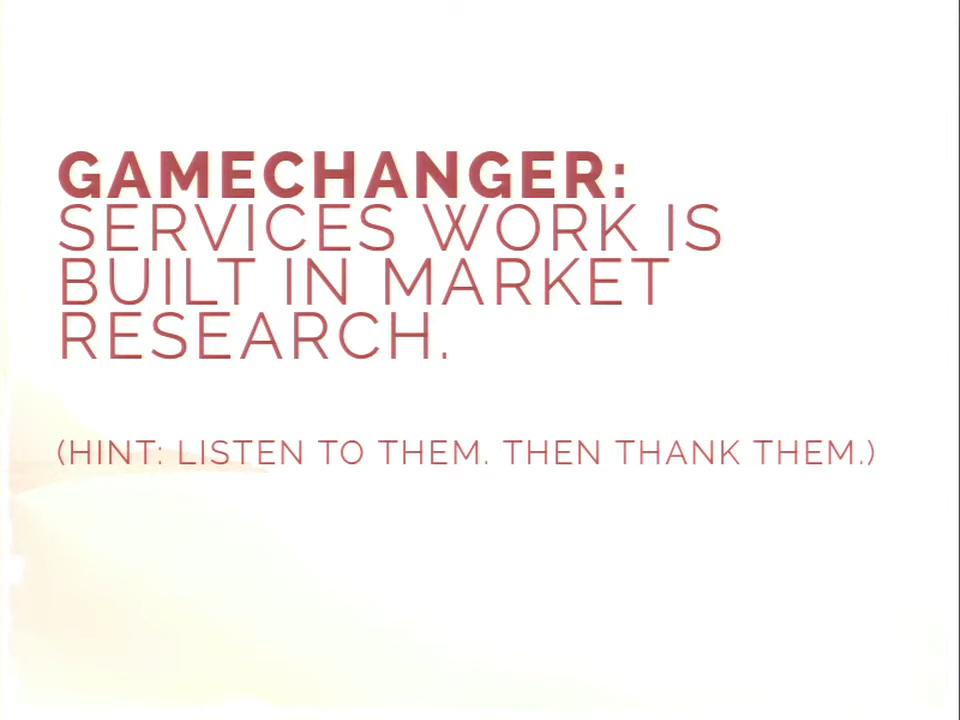 GAMECHANGER:
SERVICES WORK IS
BUILT IN MARKET
RESEARCH.
(HINT: LISTEN TO THEM. THEN THANK THEM.)